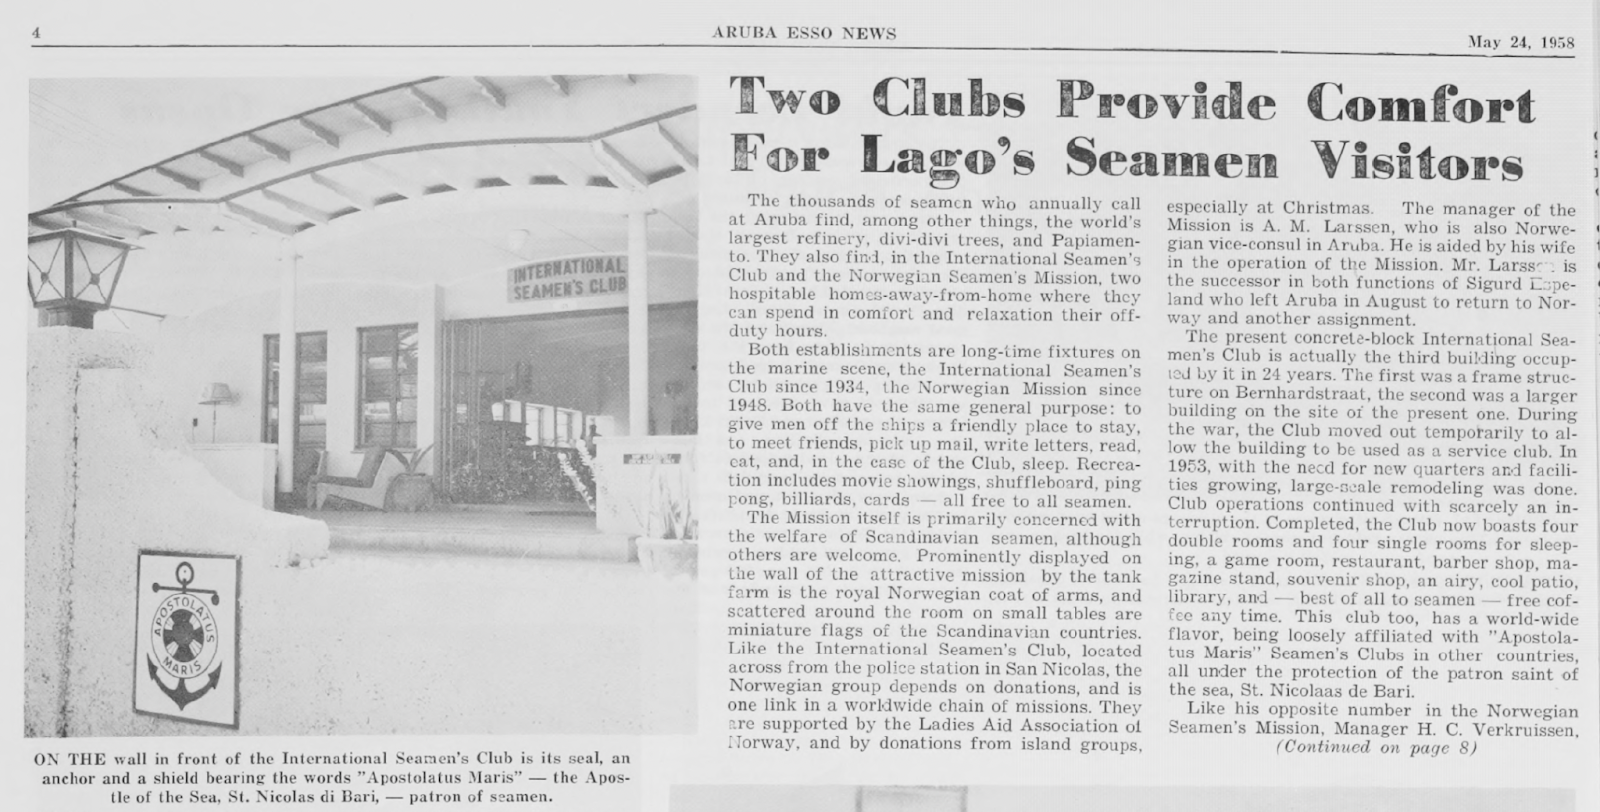 4
ARUBA ESSO NEWS
May 24, 1958
INTERNATIONAL
SEAMEN'S CLUB
APOSTOLATUS
MARIS
ON THE wall in front of the International Seamen's Club is its seal, an
anchor and a shield bearing the words "Apostolatus Maris" — the Apos-
tle of the Sea, St. Nicolas di Bari, — patron of seamen.
Two Clubs Provide Comfort
For Lago's Seamen Visitors
The thousands of seamen who annually call
at Aruba find, among other things, the world's
largest refinery, divi-divi trees, and Papiamen-
to. They also find, in the International Seamen's
Club and the Norwegian Seamen's Mission, two
hospitable homes-away-from-home where they
can spend in comfort and relaxation their off-
duty hours.
Both establishments are long-time fixtures on
the marine scene, the International Seamen's
Club since 1934, the Norwegian Mission since
1948. Both have the same general purpose: to
give men off the ships a friendly place to stay,
to meet friends, pick up mail, write letters, read,
eat, and, in the case of the Club, sleep. Recrea-
tion includes movie showings, shuffleboard, ping
pong, billiards, cards — all free to all seamen.
The Mission itself is primarily concerned with
the welfare of Scandinavian seamen, although
others are welcome. Prominently displayed on
the wall of the attractive mission by the tank
farm is the royal Norwegian coat of arms, and
scattered around the room on small tables are
miniature flags of the Scandinavian countries.
Like the International Seamen's Club, located
across from the police station in San Nicolas, the
Norwegian group depends on donations, and is
one link in a worldwide chain of missions. They
are supported by the Ladies Aid Association of
Norway, and by donations from island groups,
especially at Christmas. The manager of the
Mission is A. M. Larssen, who is also Norwe-
gian vice-consul in Aruba. He is aided by his wife
in the operation of the Mission. Mr. Larssen is
the successor in both functions of Sigurd Espe-
land who left Aruba in August to return to Nor-
way and another assignment.
The present concrete-block International Sea-
men's Club is actually the third building occup-
ied by it in 24 years. The first was a frame struc-
ture on Bernhardstraat, the second was a larger
building on the site of the present one. During
the war, the Club moved out temporarily to al-
low the building to be used as a service club. In
1953, with the need for new quarters and facili-
ties growing, large-scale remodeling was done.
Club operations continued with scarcely an in-
terruption. Completed, the Club now boasts four
double rooms and four single rooms for sleep-
ing, a game room, restaurant, barber shop, ma-
gazine stand, souvenir shop, an airy, cool patio,
library, and — best of all to seamen — free cof-
fee any time. This club too, has a world-wide
flavor, being loosely affiliated with "Apostola-
tus Maris" Seamen's Clubs in other countries,
all under the protection of the patron saint of
the sea, St. Nicolaas de Bari.
Like his opposite number in the Norwegian
Seamen's Mission, Manager H. C. Verkruissen,
(Continued on page 8)